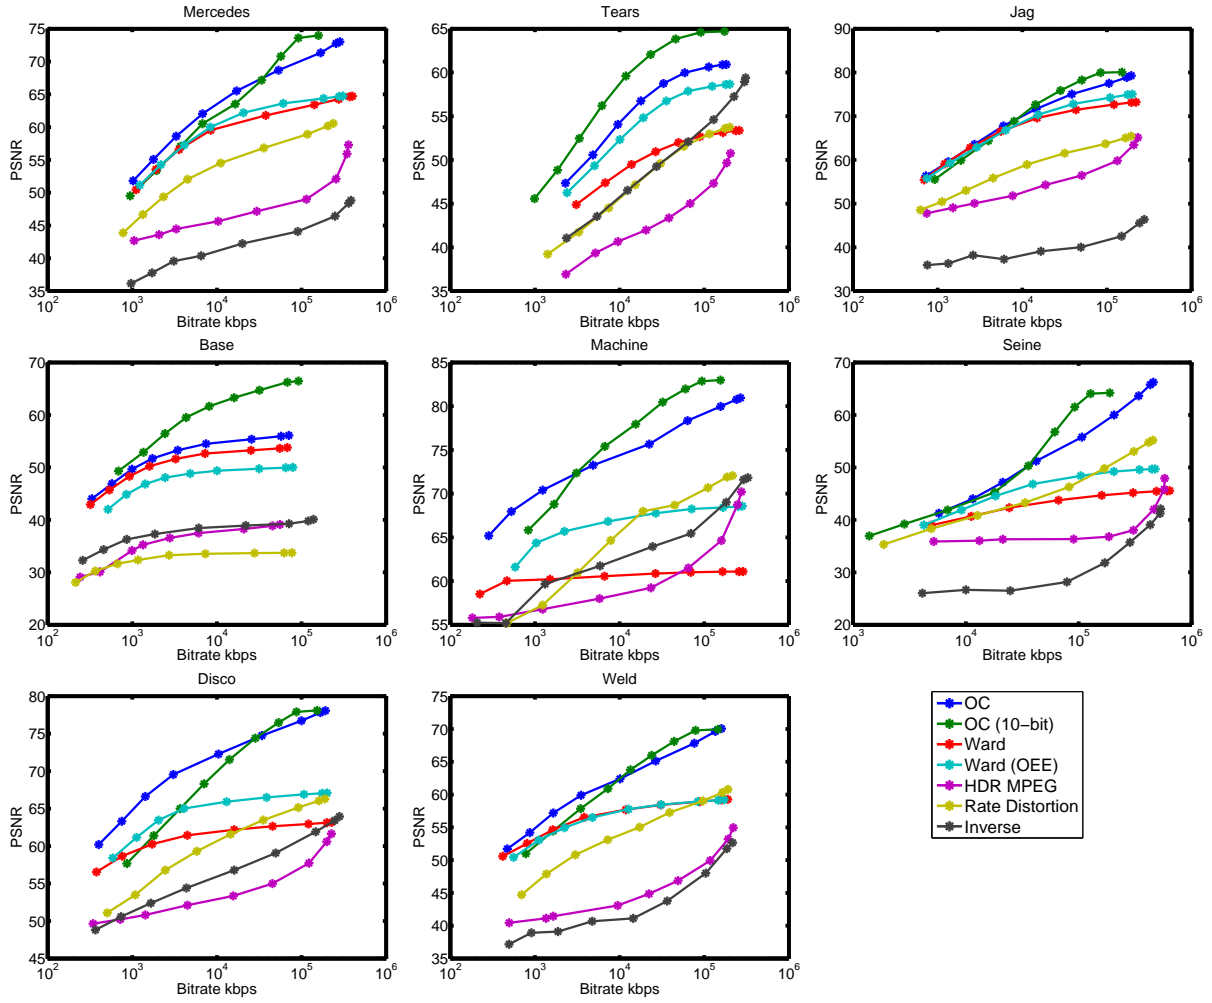 Mercedes
PSNR
75
70
65
60
55
50
45
40
35
10^2 10^3 10^4 10^5 10^6
Bitrate kbps
Tears
PSNR
65
60
55
50
45
40
35
10^2 10^3 10^4 10^5 10^6
Bitrate kbps
Jag
PSNR
90
80
70
60
50
40
30
10^2 10^3 10^4 10^5 10^6
Bitrate kbps
Base
PSNR
70
60
50
40
30
20
10^2 10^3 10^4 10^5 10^6
Bitrate kbps
Machine
PSNR
85
80
75
70
65
60
55
10^2 10^3 10^4 10^5 10^6
Bitrate kbps
Seine
PSNR
70
60
50
40
30
20
10^3 10^4 10^5 10^6
Bitrate kbps
Disco
PSNR
80
75
70
65
60
55
50
45
10^2 10^3 10^4 10^5 10^6
Bitrate kbps
Weld
PSNR
75
70
65
60
55
50
45
40
35
10^2 10^3 10^4 10^5 10^6
Bitrate kbps
OC
OC (10−bit)
Ward
Ward (OEE)
HDR MPEG
Rate Distortion
Inverse